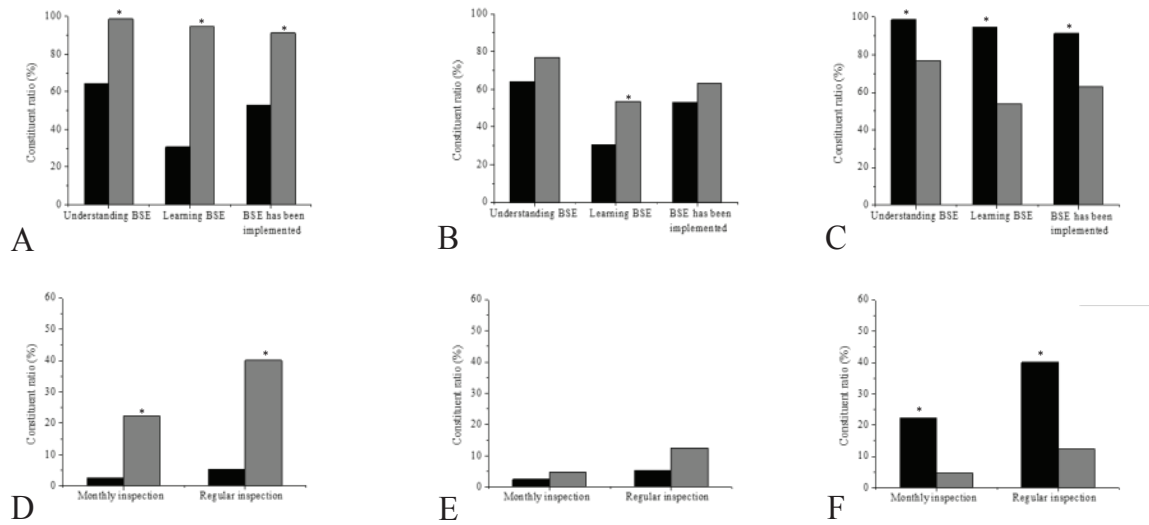 Constituent ratio (%)
100
80
60
40
20
0
*
*
*
Understanding BSE
Learning BSE
BSE has been
implemented
A
Constituent ratio (%)
100
80
60
40
20
0
*
Understanding BSE
Learning BSE
BSE has been
implemented
B
Constituent ratio (%)
100
80
60
40
20
0
*
*
*
Understanding BSE
Learning BSE
BSE has been
implemented
C
Constituent ratio (%)
60
50
40
30
20
10
0
*
*
Monthly inspection
Regular inspection
D
Constituent ratio (%)
60
50
40
30
20
10
0
Monthly inspection
Regular inspection
E
Constituent ratio (%)
60
50
40
30
20
10
0
*
*
Monthly inspection
Regular inspection
F